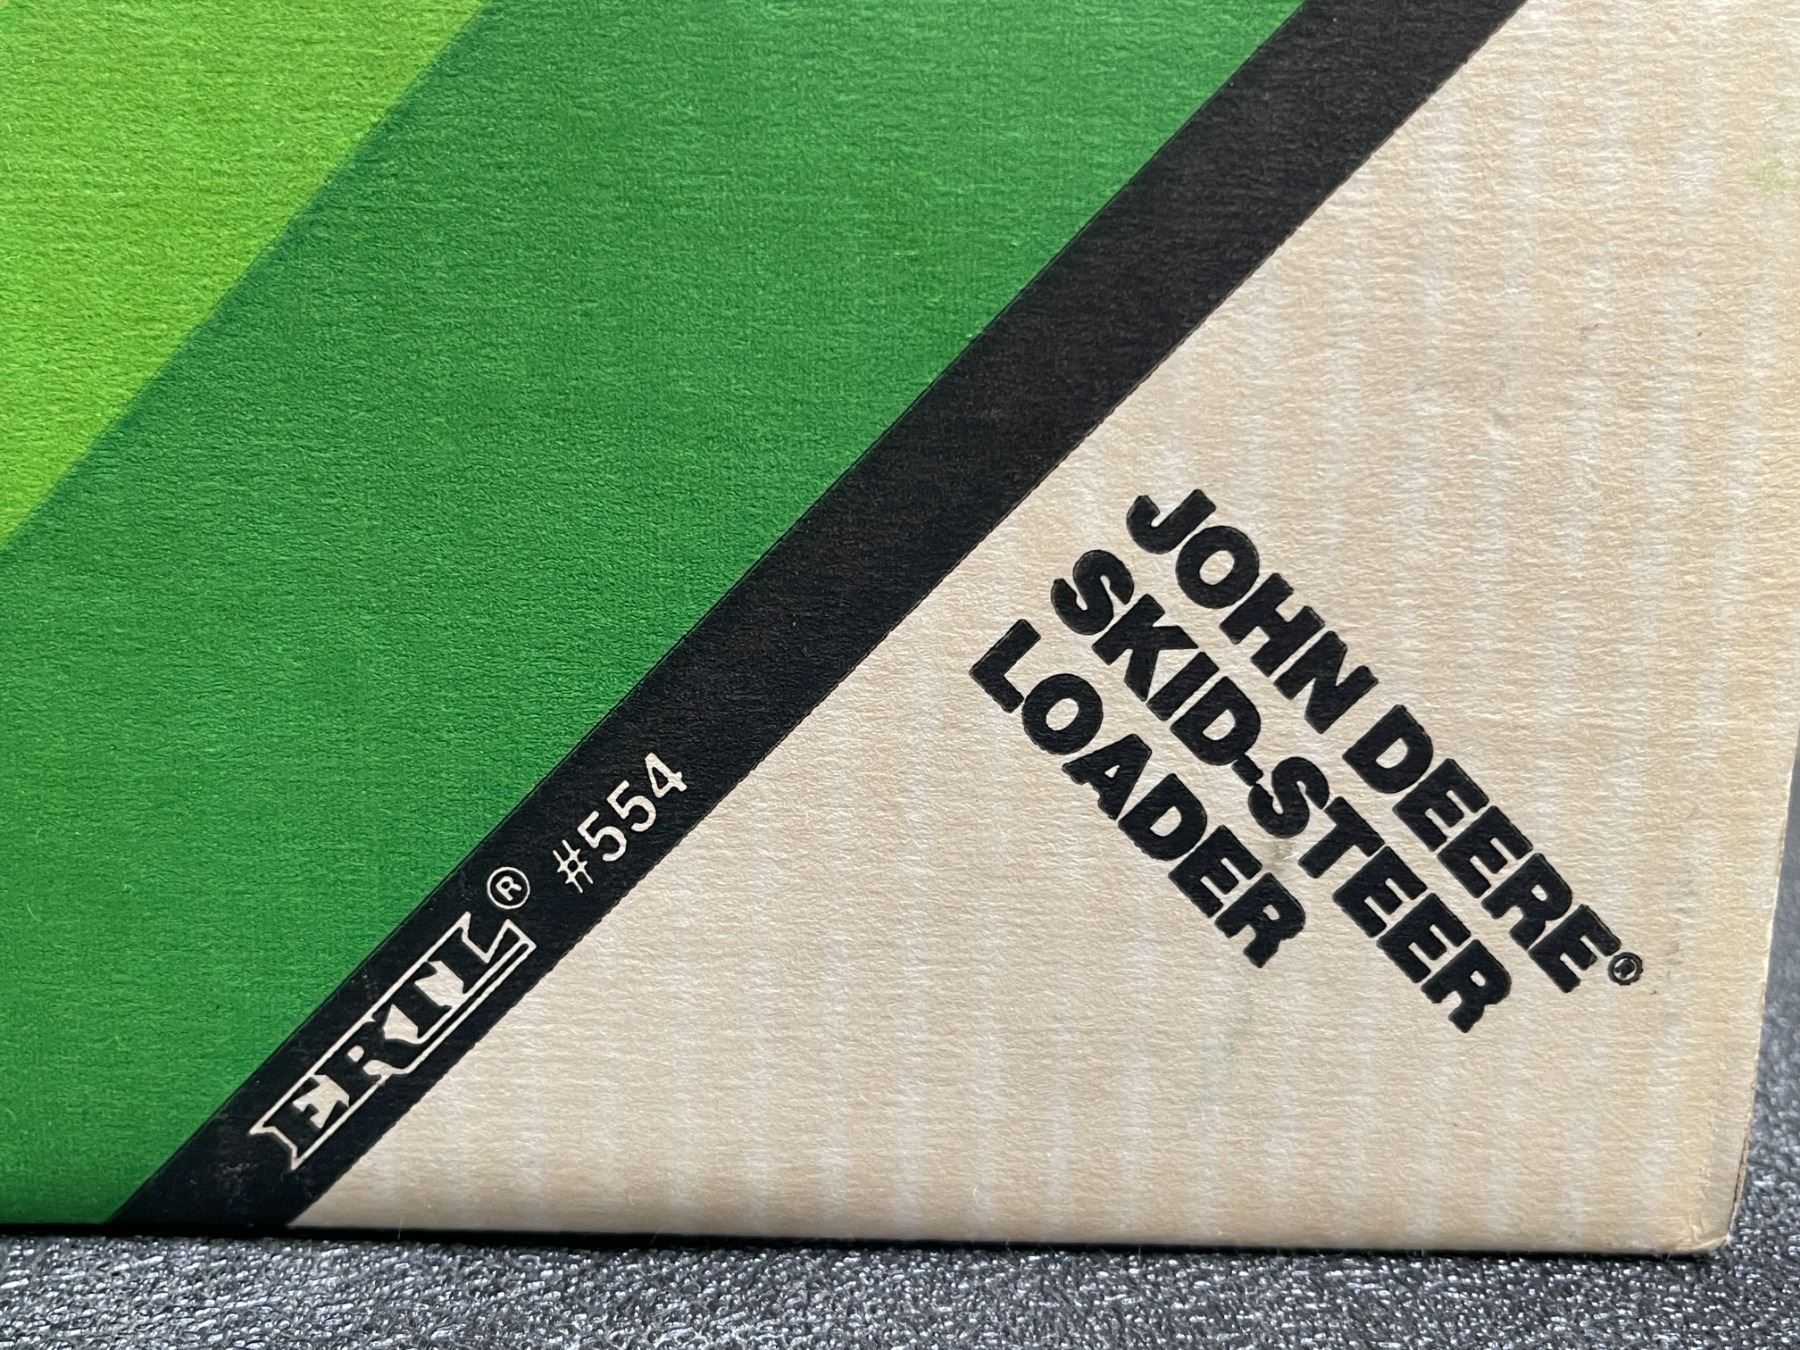 JOHN DEERE®
SKID-STEER
LOADER
ERTL® #554